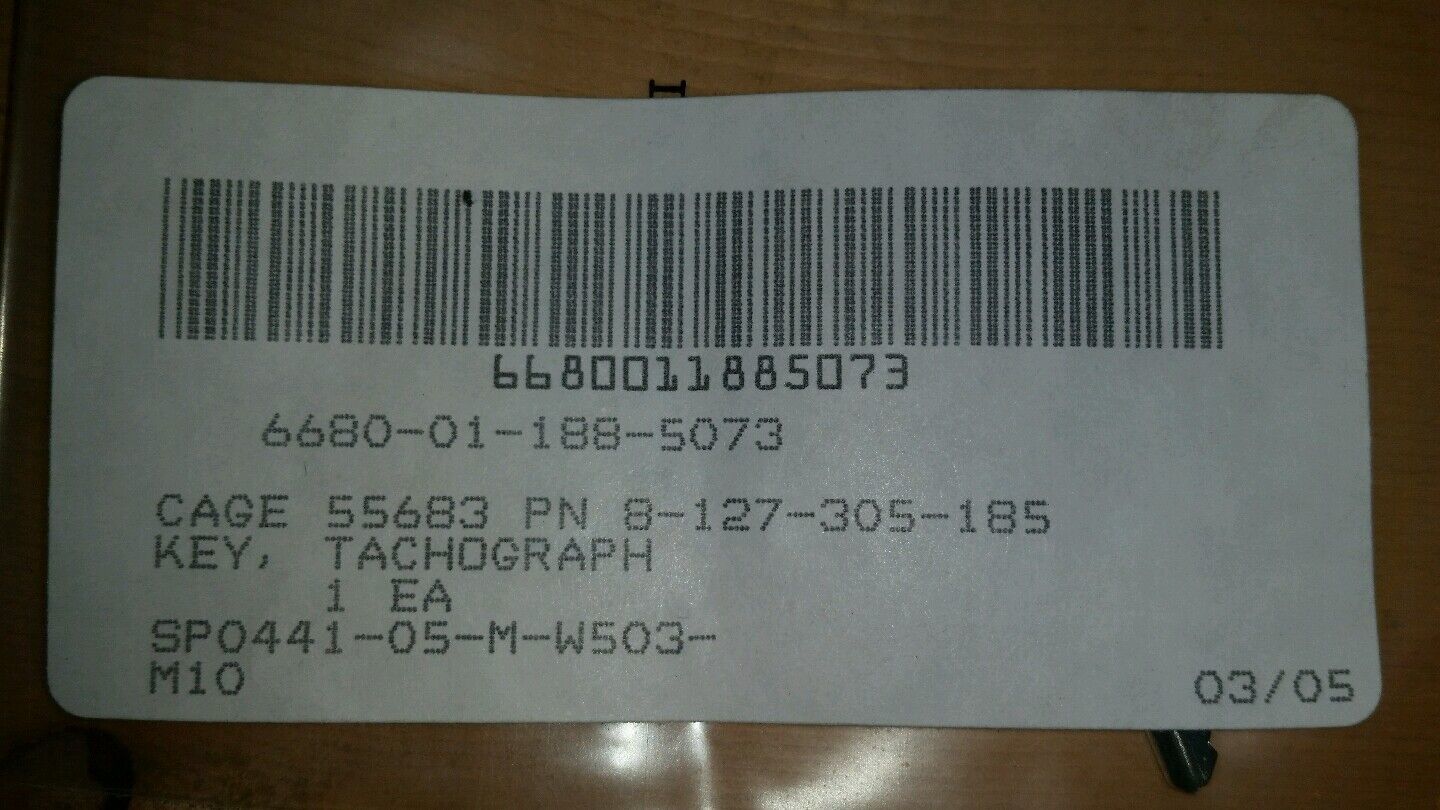 6680011885073
6680-01-188-5073
CAGE 55683 PN 8-127-305-185
KEY, TACHOGRAPH
1 EA
SP0441-05-M-W503-
M10
03/05